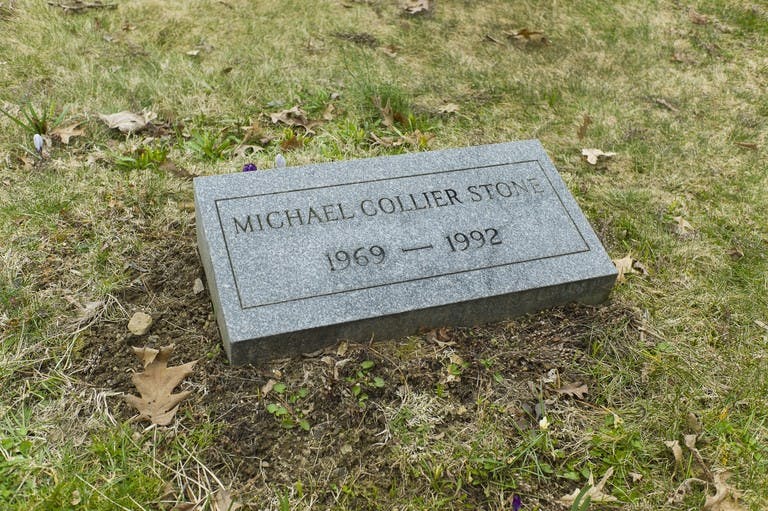 MICHAEL COLLIER STONE
1969 — 1992